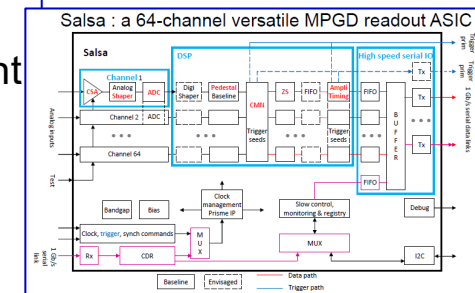 Salsa : a 64-channel versatile MPGD readout ASIC
nt
Salsa
DSP
High speed serial IO
Trigger prim
Trigger prim
1 Gb/s serial data links
Channel 1
CSA
Analog Shaper
ADC
Digi Shaper
Pedestal Baseline
CMN
ZS
FIFO
Ampli Timing
FIFO
Tx
Tx
Analog inputs
Channel 2
ADC
BUFFER
Trigger seeds
Trigger seeds
Tx
Channel 64
Test
FIFO
Bandgap
Bias
Clock management Prisme IP
Slow control, monitoring & registry
Debug
Clock, trigger, synch commands
MUX
1 Gb/s serial link
Rx
CDR
MUX
I2C
Baseline
Envisaged
Data path
Trigger path